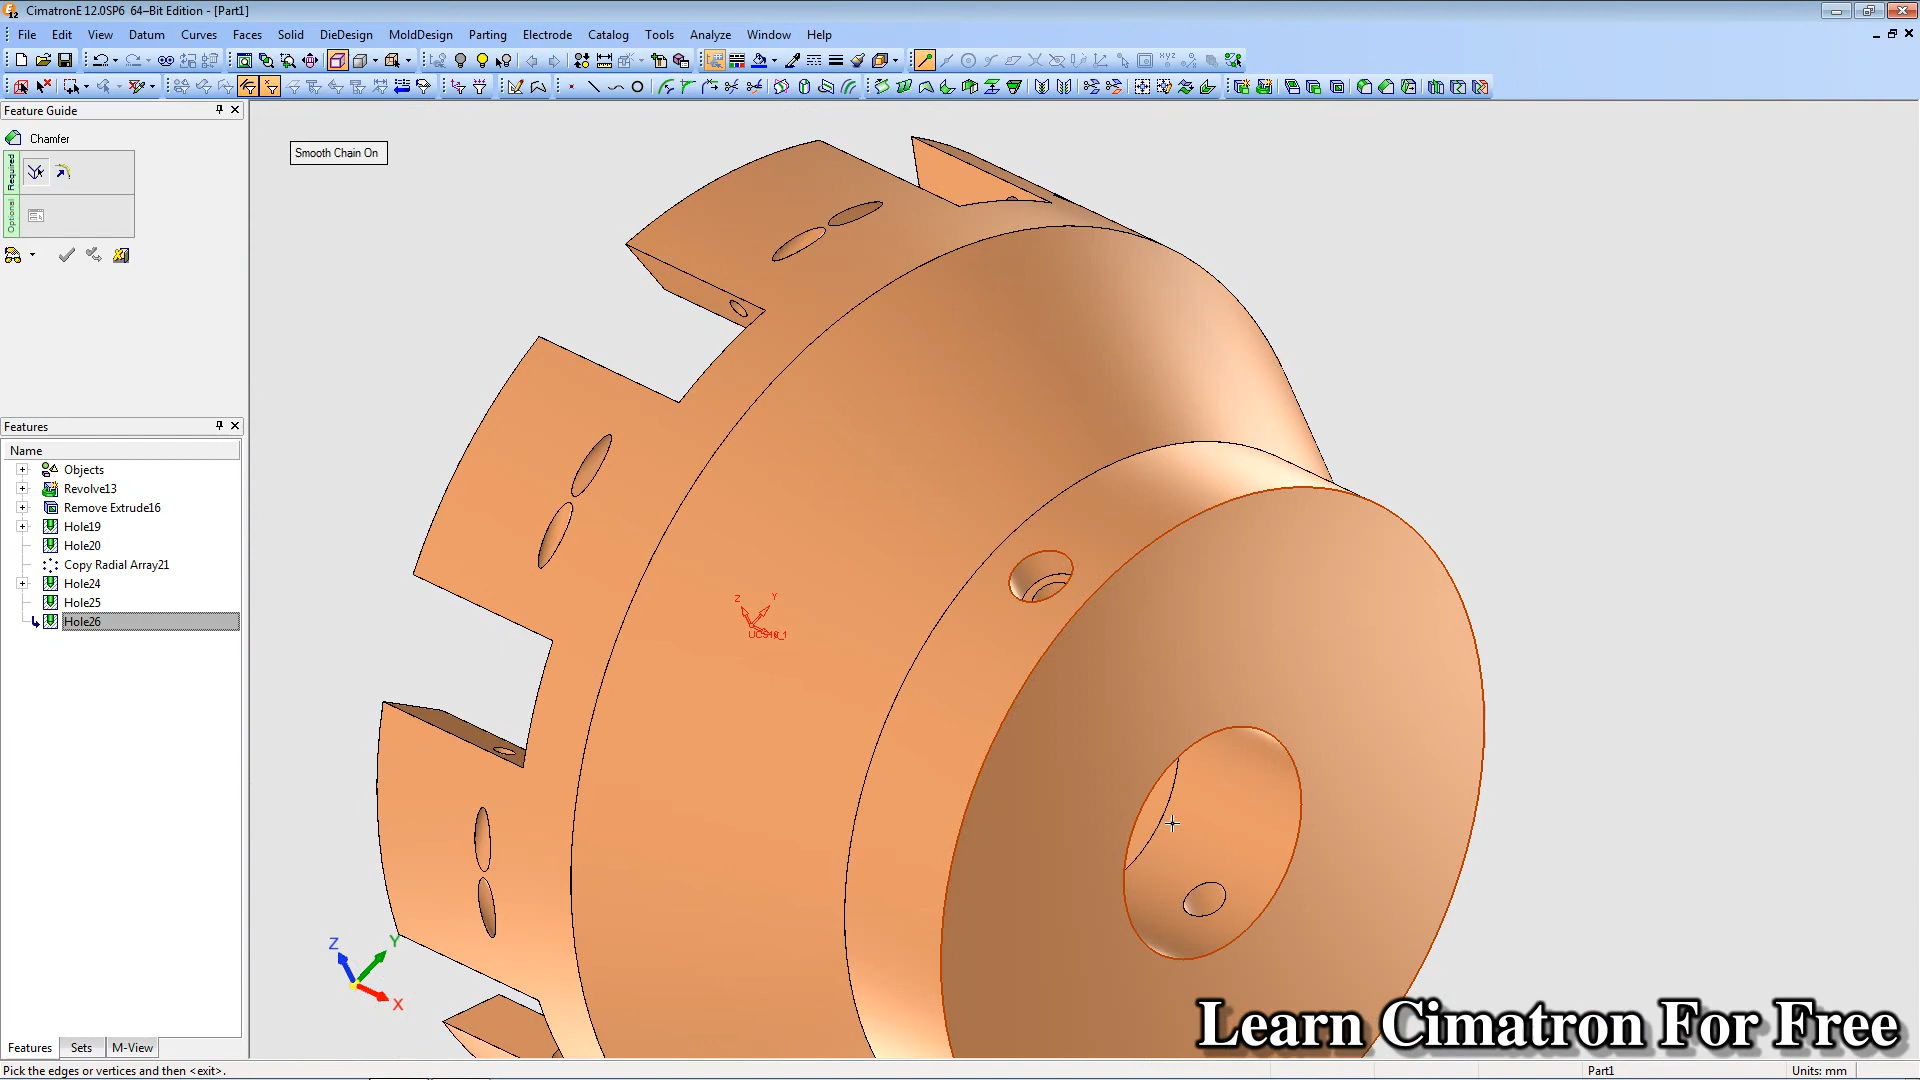 CimatronE 12.0SP6 64–Bit Edition - [Part1]
File Edit View Datum Curves Faces Solid DieDesign MoldDesign Parting Electrode Catalog Tools Analyze Window Help
Feature Guide
Chamfer
Required
Optional
Smooth Chain On
Features
Name
Objects
Revolve13
Remove Extrude16
Hole19
Hole20
Copy Radial Array21
Hole24
Hole25
Hole26
Z Y
Z Y
X
Learn Cimatron For Free
Features Sets M-View
Pick the edges or vertices and then <exit>. Part1 Units: mm